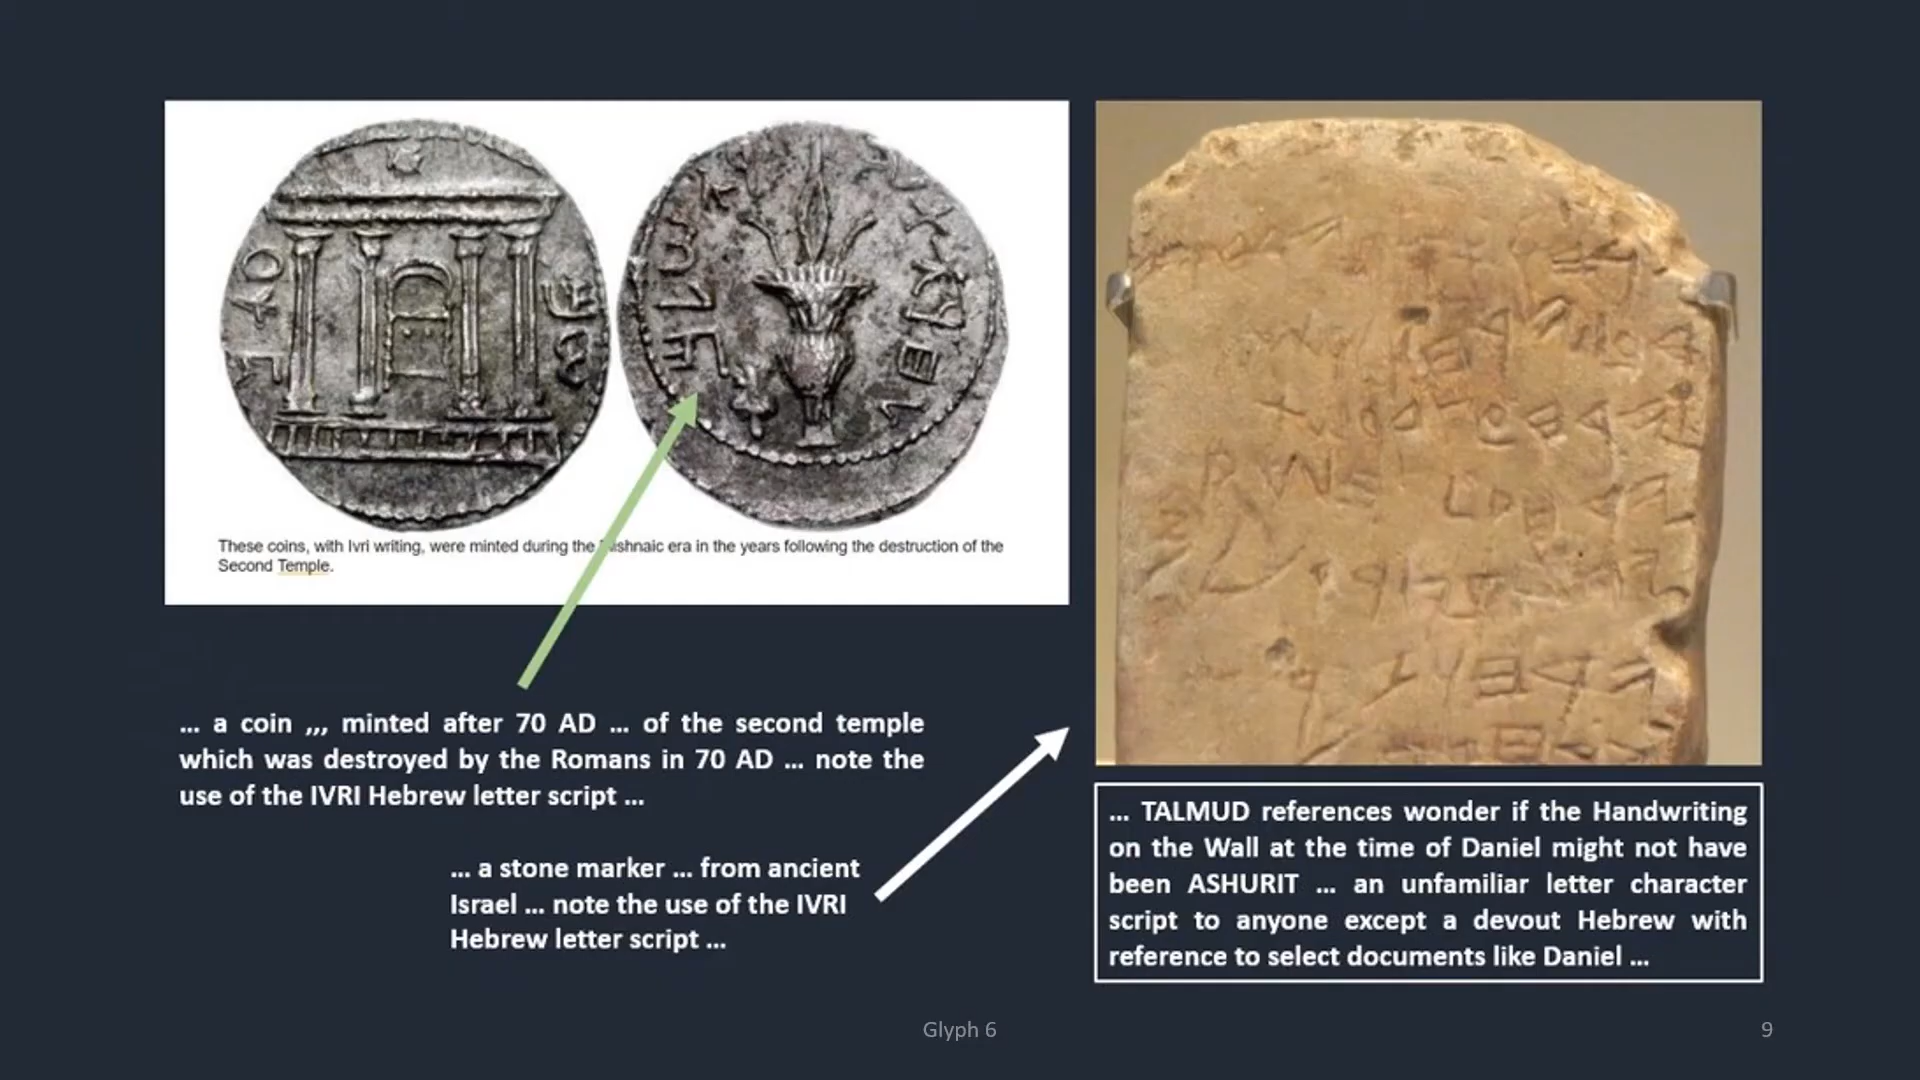 These coins, with Ivri writing, were minted during the Mishnaic era in the years following the destruction of the
Second Temple.
... a coin ,,, minted after 70 AD ... of the second temple
which was destroyed by the Romans in 70 AD ... note the
use of the IVRI Hebrew letter script ...
... a stone marker ... from ancient
Israel ... note the use of the IVRI
Hebrew letter script ...
... TALMUD references wonder if the Handwriting
on the Wall at the time of Daniel might not have
been ASHURIT ... an unfamiliar letter character
script to anyone except a devout Hebrew with
reference to select documents like Daniel ...
Glyph 6
9